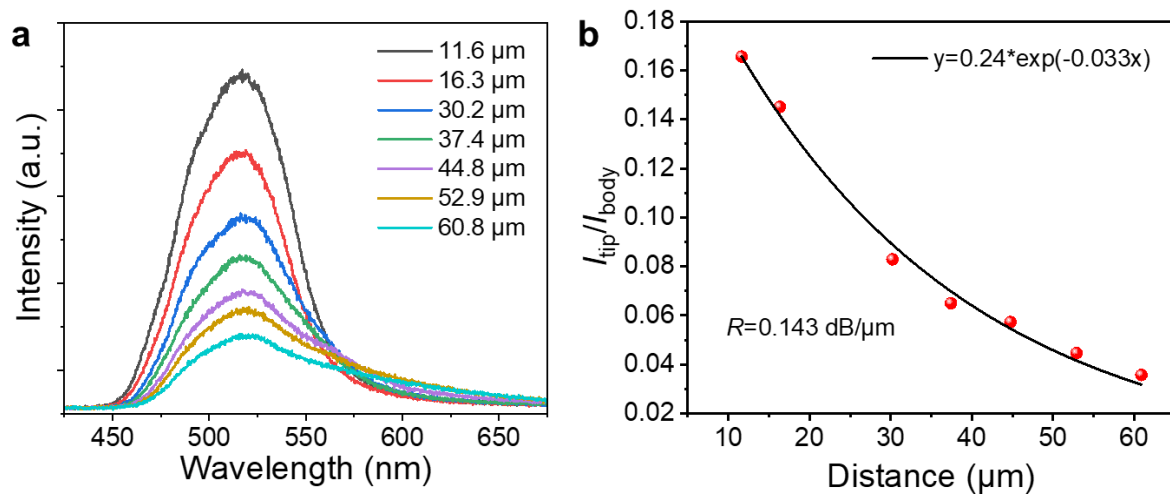 a
11.6 µm
16.3 µm
30.2 µm
37.4 µm
44.8 µm
52.9 µm
60.8 µm
Intensity (a.u.)
450 500 550 600 650
Wavelength (nm)
b
y=0.24*exp(-0.033x)
R=0.143 dB/µm
Itip/Ibody
0.18
0.16
0.14
0.12
0.10
0.08
0.06
0.04
0.02
10 20 30 40 50 60
Distance (µm)